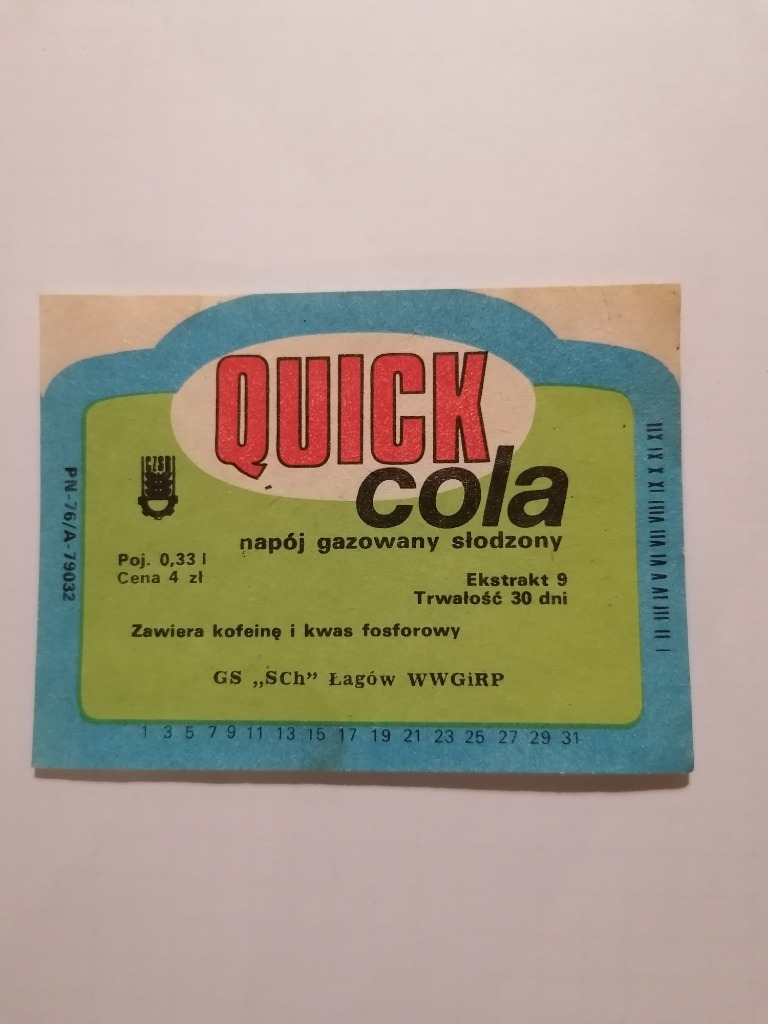 QUICK
cola
napój gazowany słodzony
Poj. 0,33 l
Cena 4 zł
Ekstrakt 9
Trwałość 30 dni
Zawiera kofeinę i kwas fosforowy
GS „SCh” Łagów WWGiRP
1 3 5 7 9 11 13 15 17 19 21 23 25 27 29 31
PN-76/A-79032
I II III IV V VI VII VIII IX X XI XII